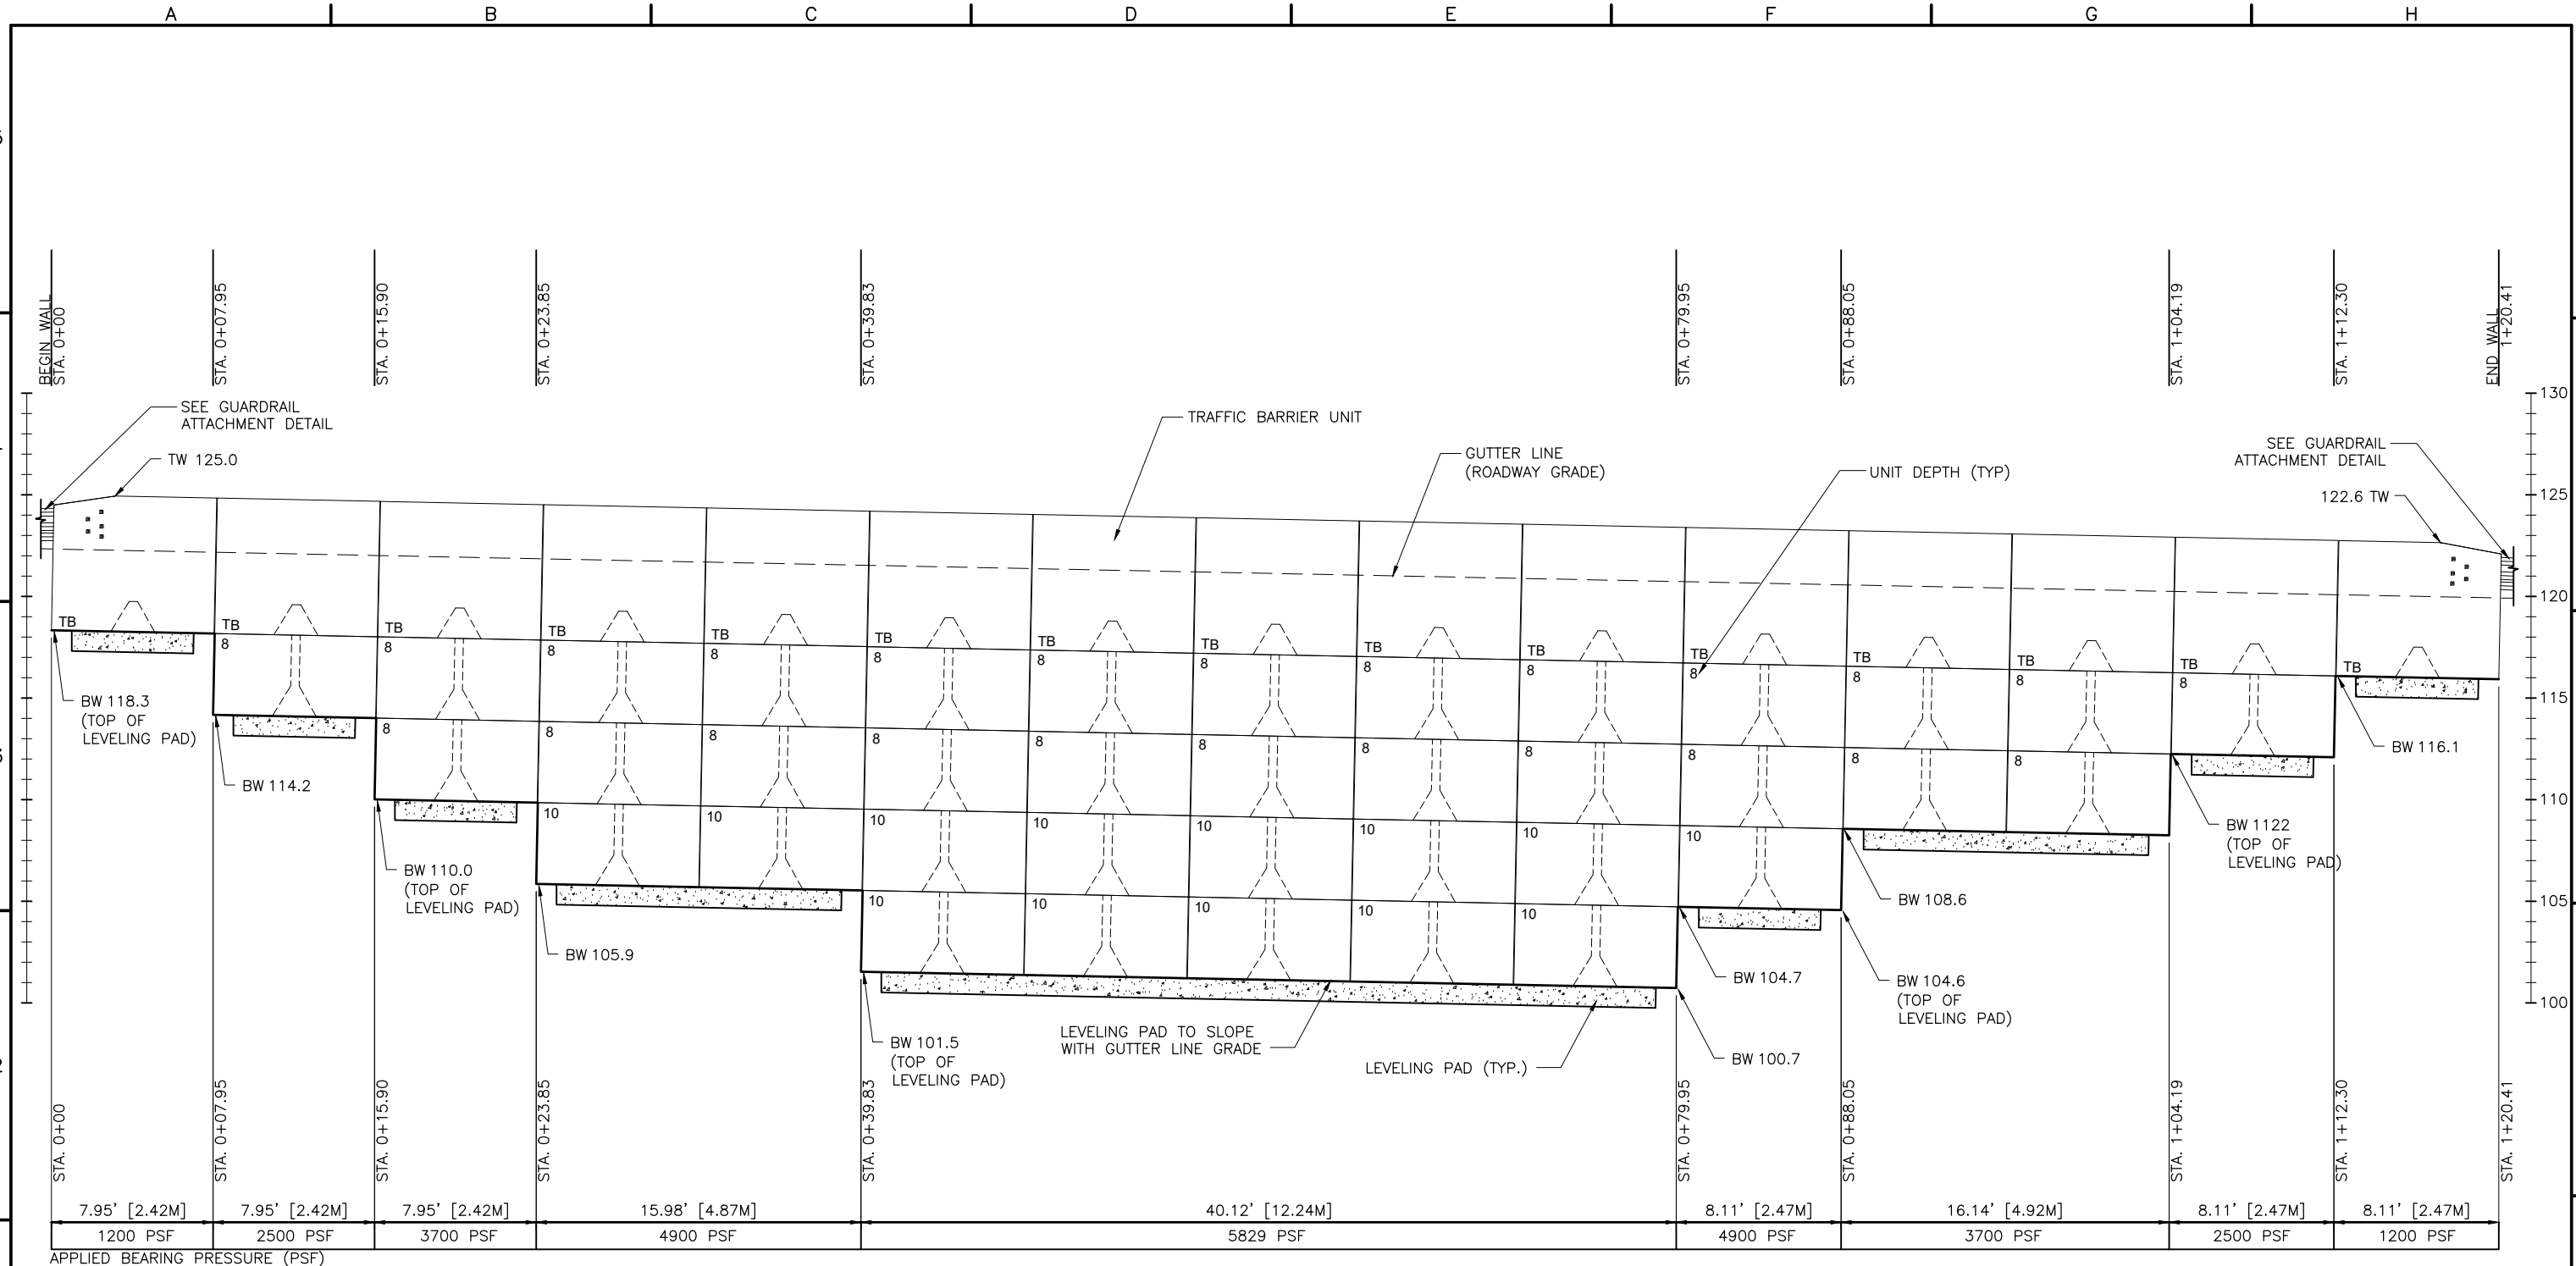 A B C D E F G H
BEGIN WALL
STA. 0+00
STA. 0+07.95
STA. 0+15.90
STA. 0+23.85
STA. 0+39.83
STA. 0+79.95
STA. 0+88.05
STA. 1+04.19
STA. 1+12.30
END WALL
1+20.41
SEE GUARDRAIL
ATTACHMENT DETAIL
TW 125.0
TRAFFIC BARRIER UNIT
GUTTER LINE
(ROADWAY GRADE)
UNIT DEPTH (TYP)
SEE GUARDRAIL
ATTACHMENT DETAIL
122.6 TW
130
125
120
115
110
105
100
TB TB TB TB TB TB TB TB TB TB TB TB TB TB TB
8 8 8 8 8 8 8 8 8 8 8 8 8
8 8 8 8 8 8 8 8 8 8 8
10 10 10 10 10 10 10 10
10 10 10 10 10
BW 118.3
(TOP OF
LEVELING PAD)
BW 114.2
BW 110.0
(TOP OF
LEVELING PAD)
BW 105.9
BW 101.5
(TOP OF
LEVELING PAD)
LEVELING PAD TO SLOPE
WITH GUTTER LINE GRADE
LEVELING PAD (TYP.)
BW 100.7
BW 104.7
BW 104.6
(TOP OF
LEVELING PAD)
BW 108.6
BW 1122
(TOP OF
LEVELING PAD)
BW 116.1
STA. 0+00
STA. 0+07.95
STA. 0+15.90
STA. 0+23.85
STA. 0+39.83
STA. 0+79.95
STA. 0+88.05
STA. 1+04.19
STA. 1+12.30
STA. 1+20.41
7.95' [2.42M] 7.95' [2.42M] 7.95' [2.42M] 15.98' [4.87M] 40.12' [12.24M] 8.11' [2.47M] 16.14' [4.92M] 8.11' [2.47M] 8.11' [2.47M]
1200 PSF 2500 PSF 3700 PSF 4900 PSF 5829 PSF 4900 PSF 3700 PSF 2500 PSF 1200 PSF
APPLIED BEARING PRESSURE (PSF)